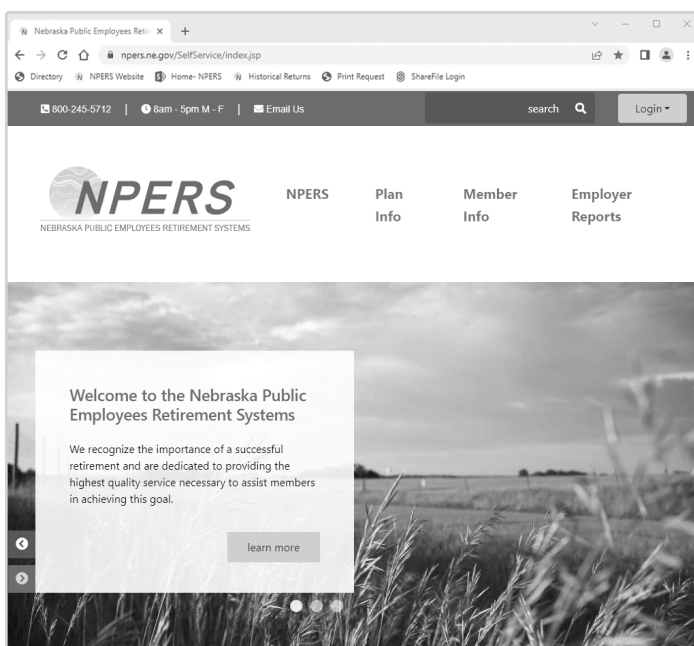 Nebraska Public Employees Retir
npers.ne.gov/SelfService/index.jsp
Directory NPERS Website Home- NPERS Historical Returns Print Request ShareFile Login
800-245-5712 | 8am - 5pm M - F | Email Us search Login
NPERS
NEBRASKA PUBLIC EMPLOYEES RETIREMENT SYSTEMS
NPERS
Plan
Info
Member
Info
Employer
Reports
Welcome to the Nebraska Public
Employees Retirement Systems
We recognize the importance of a successful
retirement and are dedicated to providing the
highest quality service necessary to assist members
in achieving this goal.
learn more